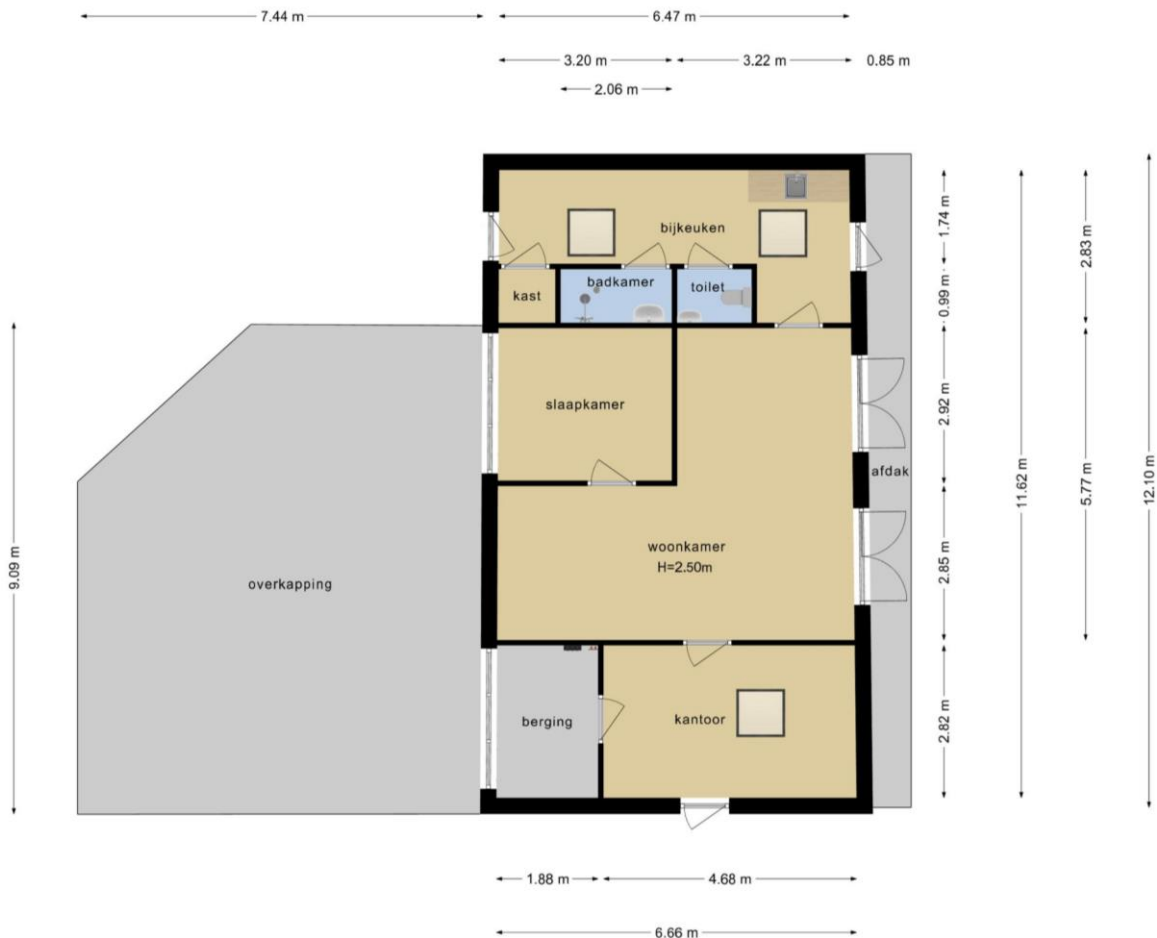 7.44 m
6.47 m
3.20 m
3.22 m
0.85 m
2.06 m
bijkeuken
kast
badkamer
toilet
slaapkamer
afdak
woonkamer
H=2.50m
overkapping
berging
kantoor
9.09 m
1.74 m
0.99 m
2.92 m
2.85 m
2.82 m
11.62 m
2.83 m
5.77 m
12.10 m
1.88 m
4.68 m
6.66 m